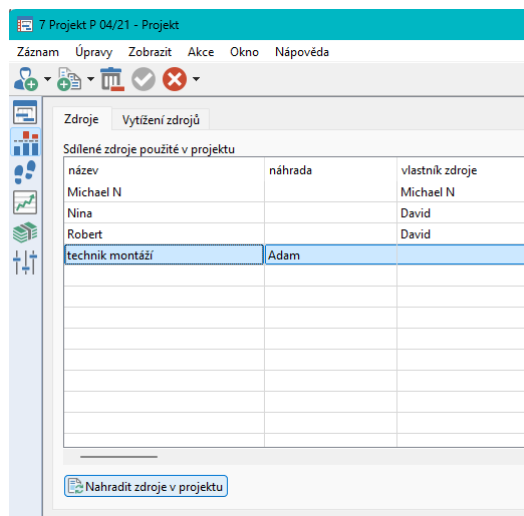 7 Projekt P 04/21 - Projekt
Záznam Úpravy Zobrazit Akce Okno Nápověda
Zdroje Vytížení zdrojů
Sdílené zdroje použité v projektu
název náhrada vlastník zdroje
Michael N Michael N
Nina David
Robert David
technik montáží Adam
Nahradit zdroje v projektu